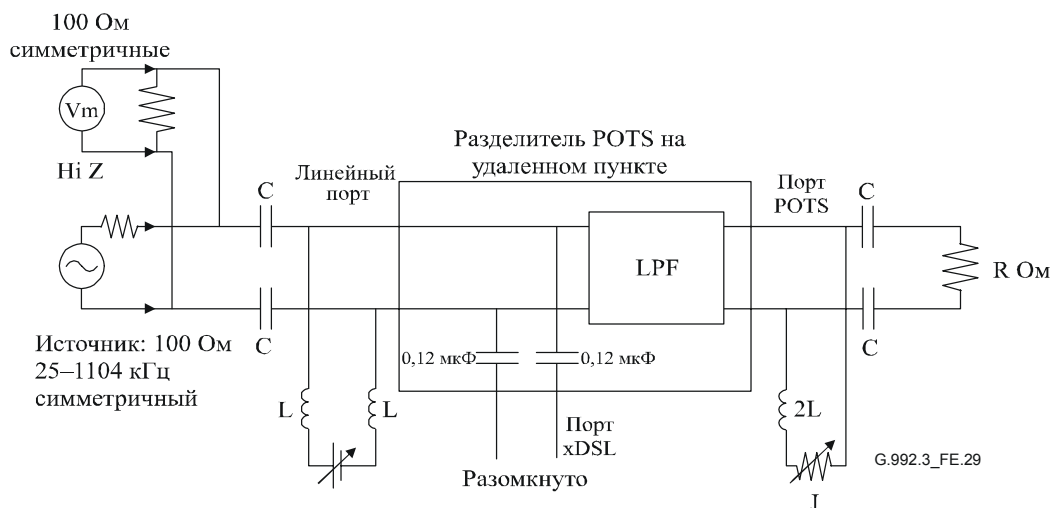 100 Ом
симметричные
Vm
Hi Z
Разделитель POTS на
удаленном пункте
Линейный
порт
Порт
POTS
C
C
LPF
R Ом
C
C
Источник: 100 Ом
25–1104 кГц
симметричный
0,12 мкФ
0,12 мкФ
L
L
2L
Порт
xDSL
Разомкнуто
G.992.3_FE.29
J